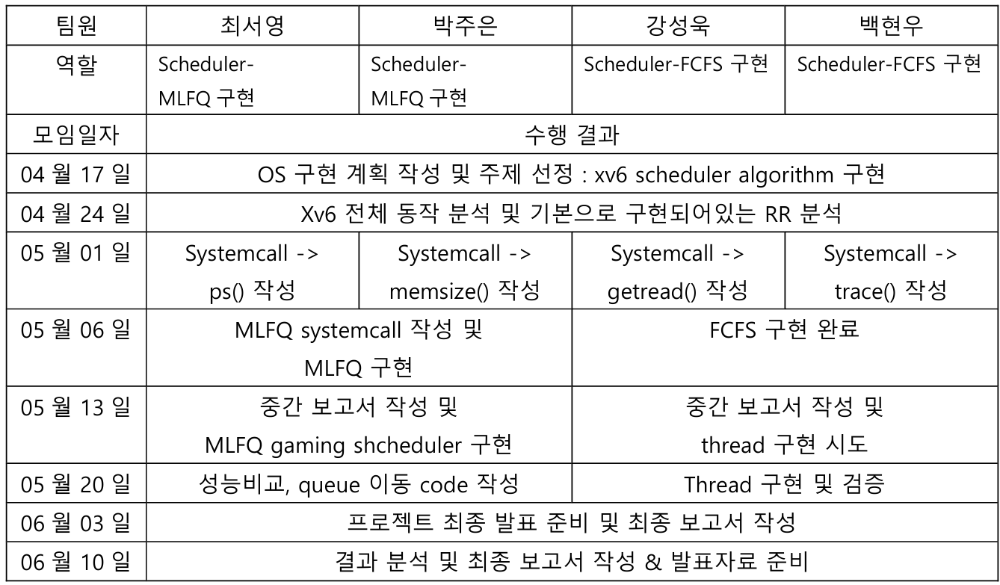 팀원 최서영 박주은 강성욱 백현우
역할 Scheduler- Scheduler- Scheduler-FCFS 구현 Scheduler-FCFS 구현
MLFQ 구현 MLFQ 구현
모임일자 수행 결과
04 월 17 일 OS 구현 계획 작성 및 주제 선정 : xv6 scheduler algorithm 구현
04 월 24 일 Xv6 전체 동작 분석 및 기본으로 구현되어있는 RR 분석
05 월 01 일 Systemcall -> Systemcall -> Systemcall -> Systemcall ->
ps() 작성 memsize() 작성 getread() 작성 trace() 작성
05 월 06 일 MLFQ systemcall 작성 및 FCFS 구현 완료
MLFQ 구현
05 월 13 일 중간 보고서 작성 및 중간 보고서 작성 및
MLFQ gaming shcheduler 구현 thread 구현 시도
05 월 20 일 성능비교, queue 이동 code 작성 Thread 구현 및 검증
06 월 03 일 프로젝트 최종 발표 준비 및 최종 보고서 작성
06 월 10 일 결과 분석 및 최종 보고서 작성 & 발표자료 준비